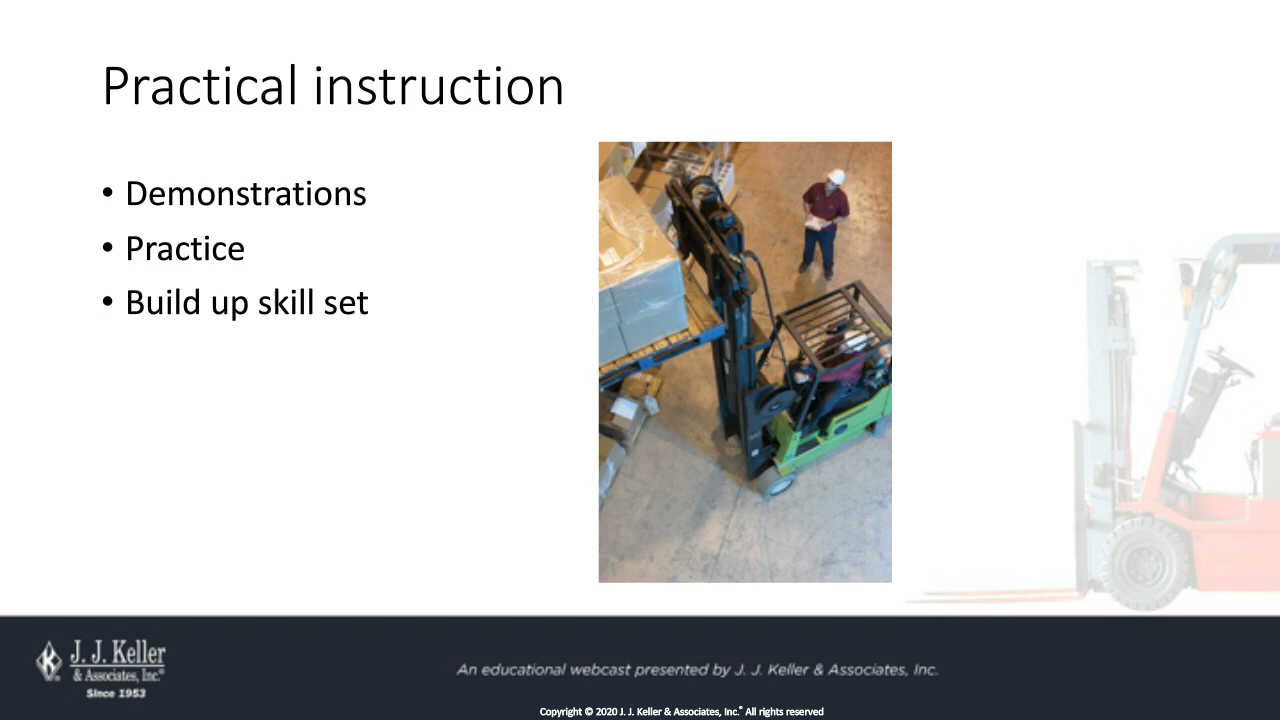 Practical instruction
• Demonstrations
• Practice
• Build up skill set
J. J. Keller
& Associates, Inc.®
Since 1953
An educational webcast presented by J. J. Keller & Associates, Inc.
Copyright © 2020 J. J. Keller & Associates, Inc.® All rights reserved